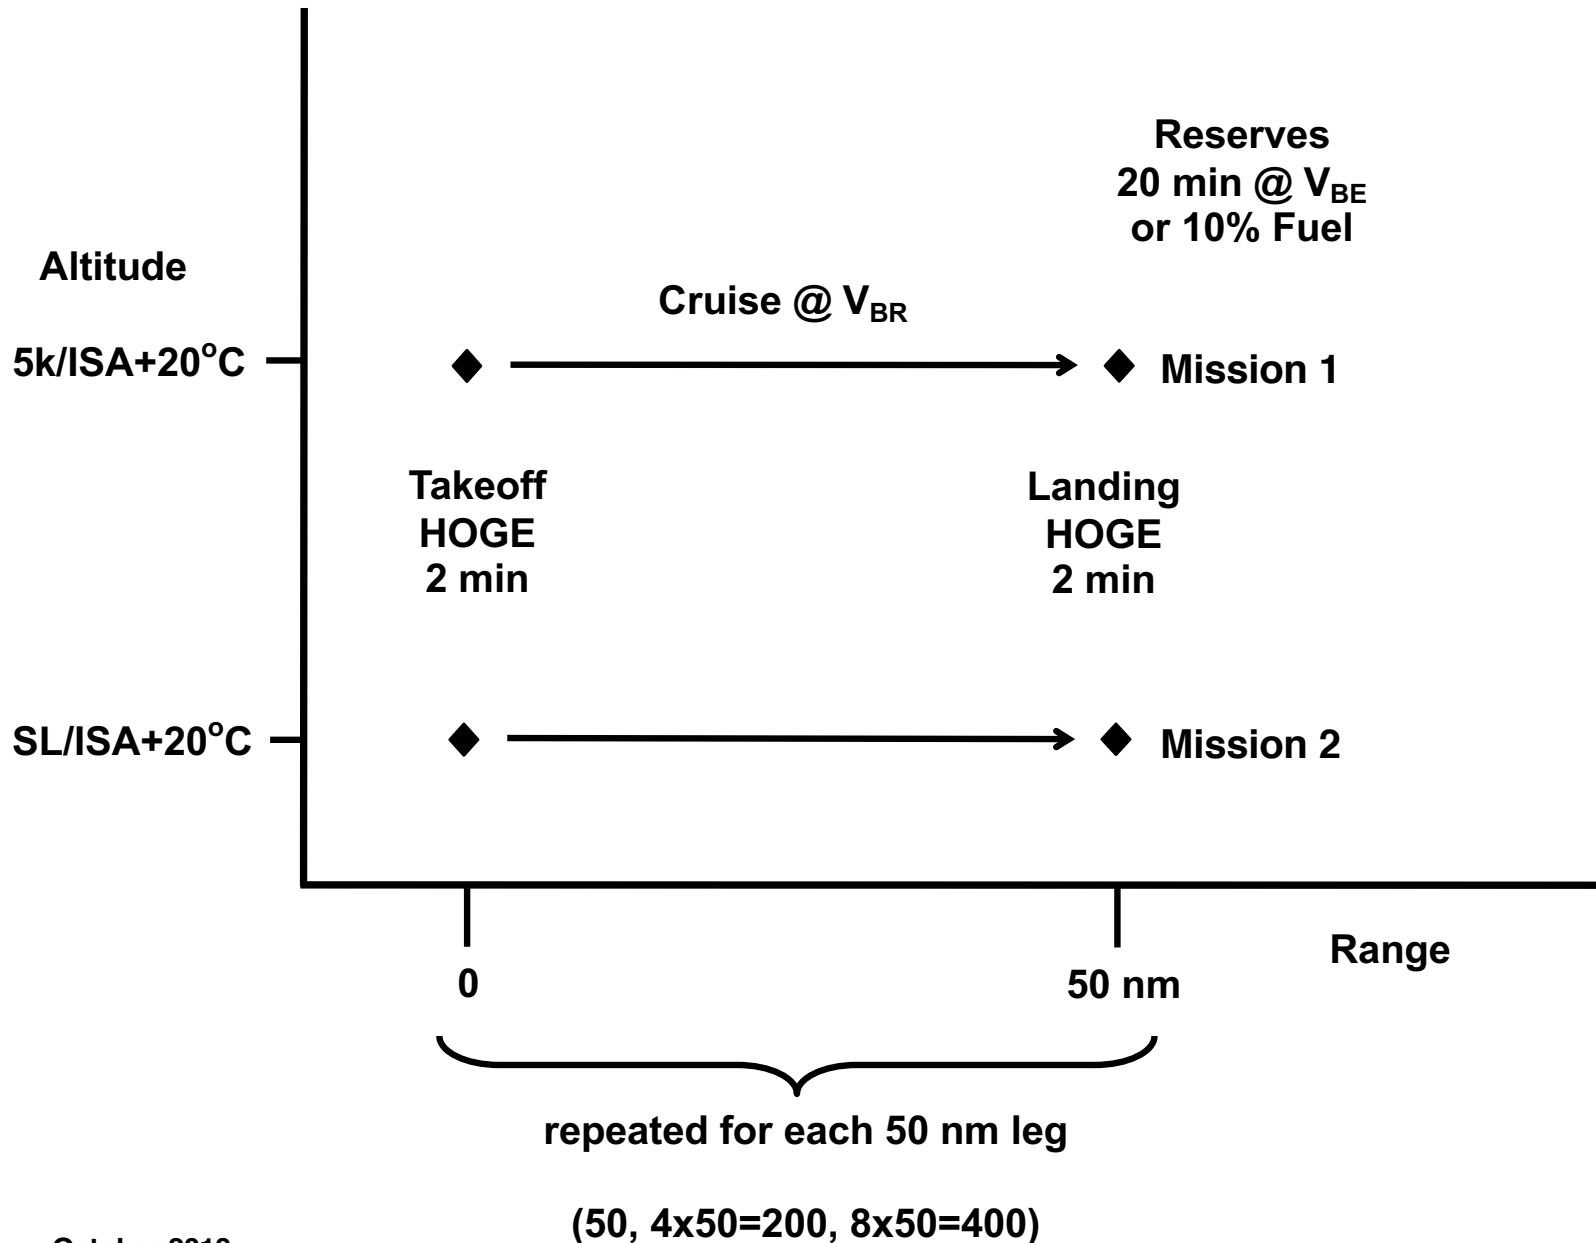 Reserves
20 min @ VBE
or 10% Fuel
Altitude
Cruise @ VBR
5k/ISA+20°C
Mission 1
Takeoff
HOGE
2 min
Landing
HOGE
2 min
SL/ISA+20°C
Mission 2
Range
0
50 nm
repeated for each 50 nm leg
(50, 4x50=200, 8x50=400)